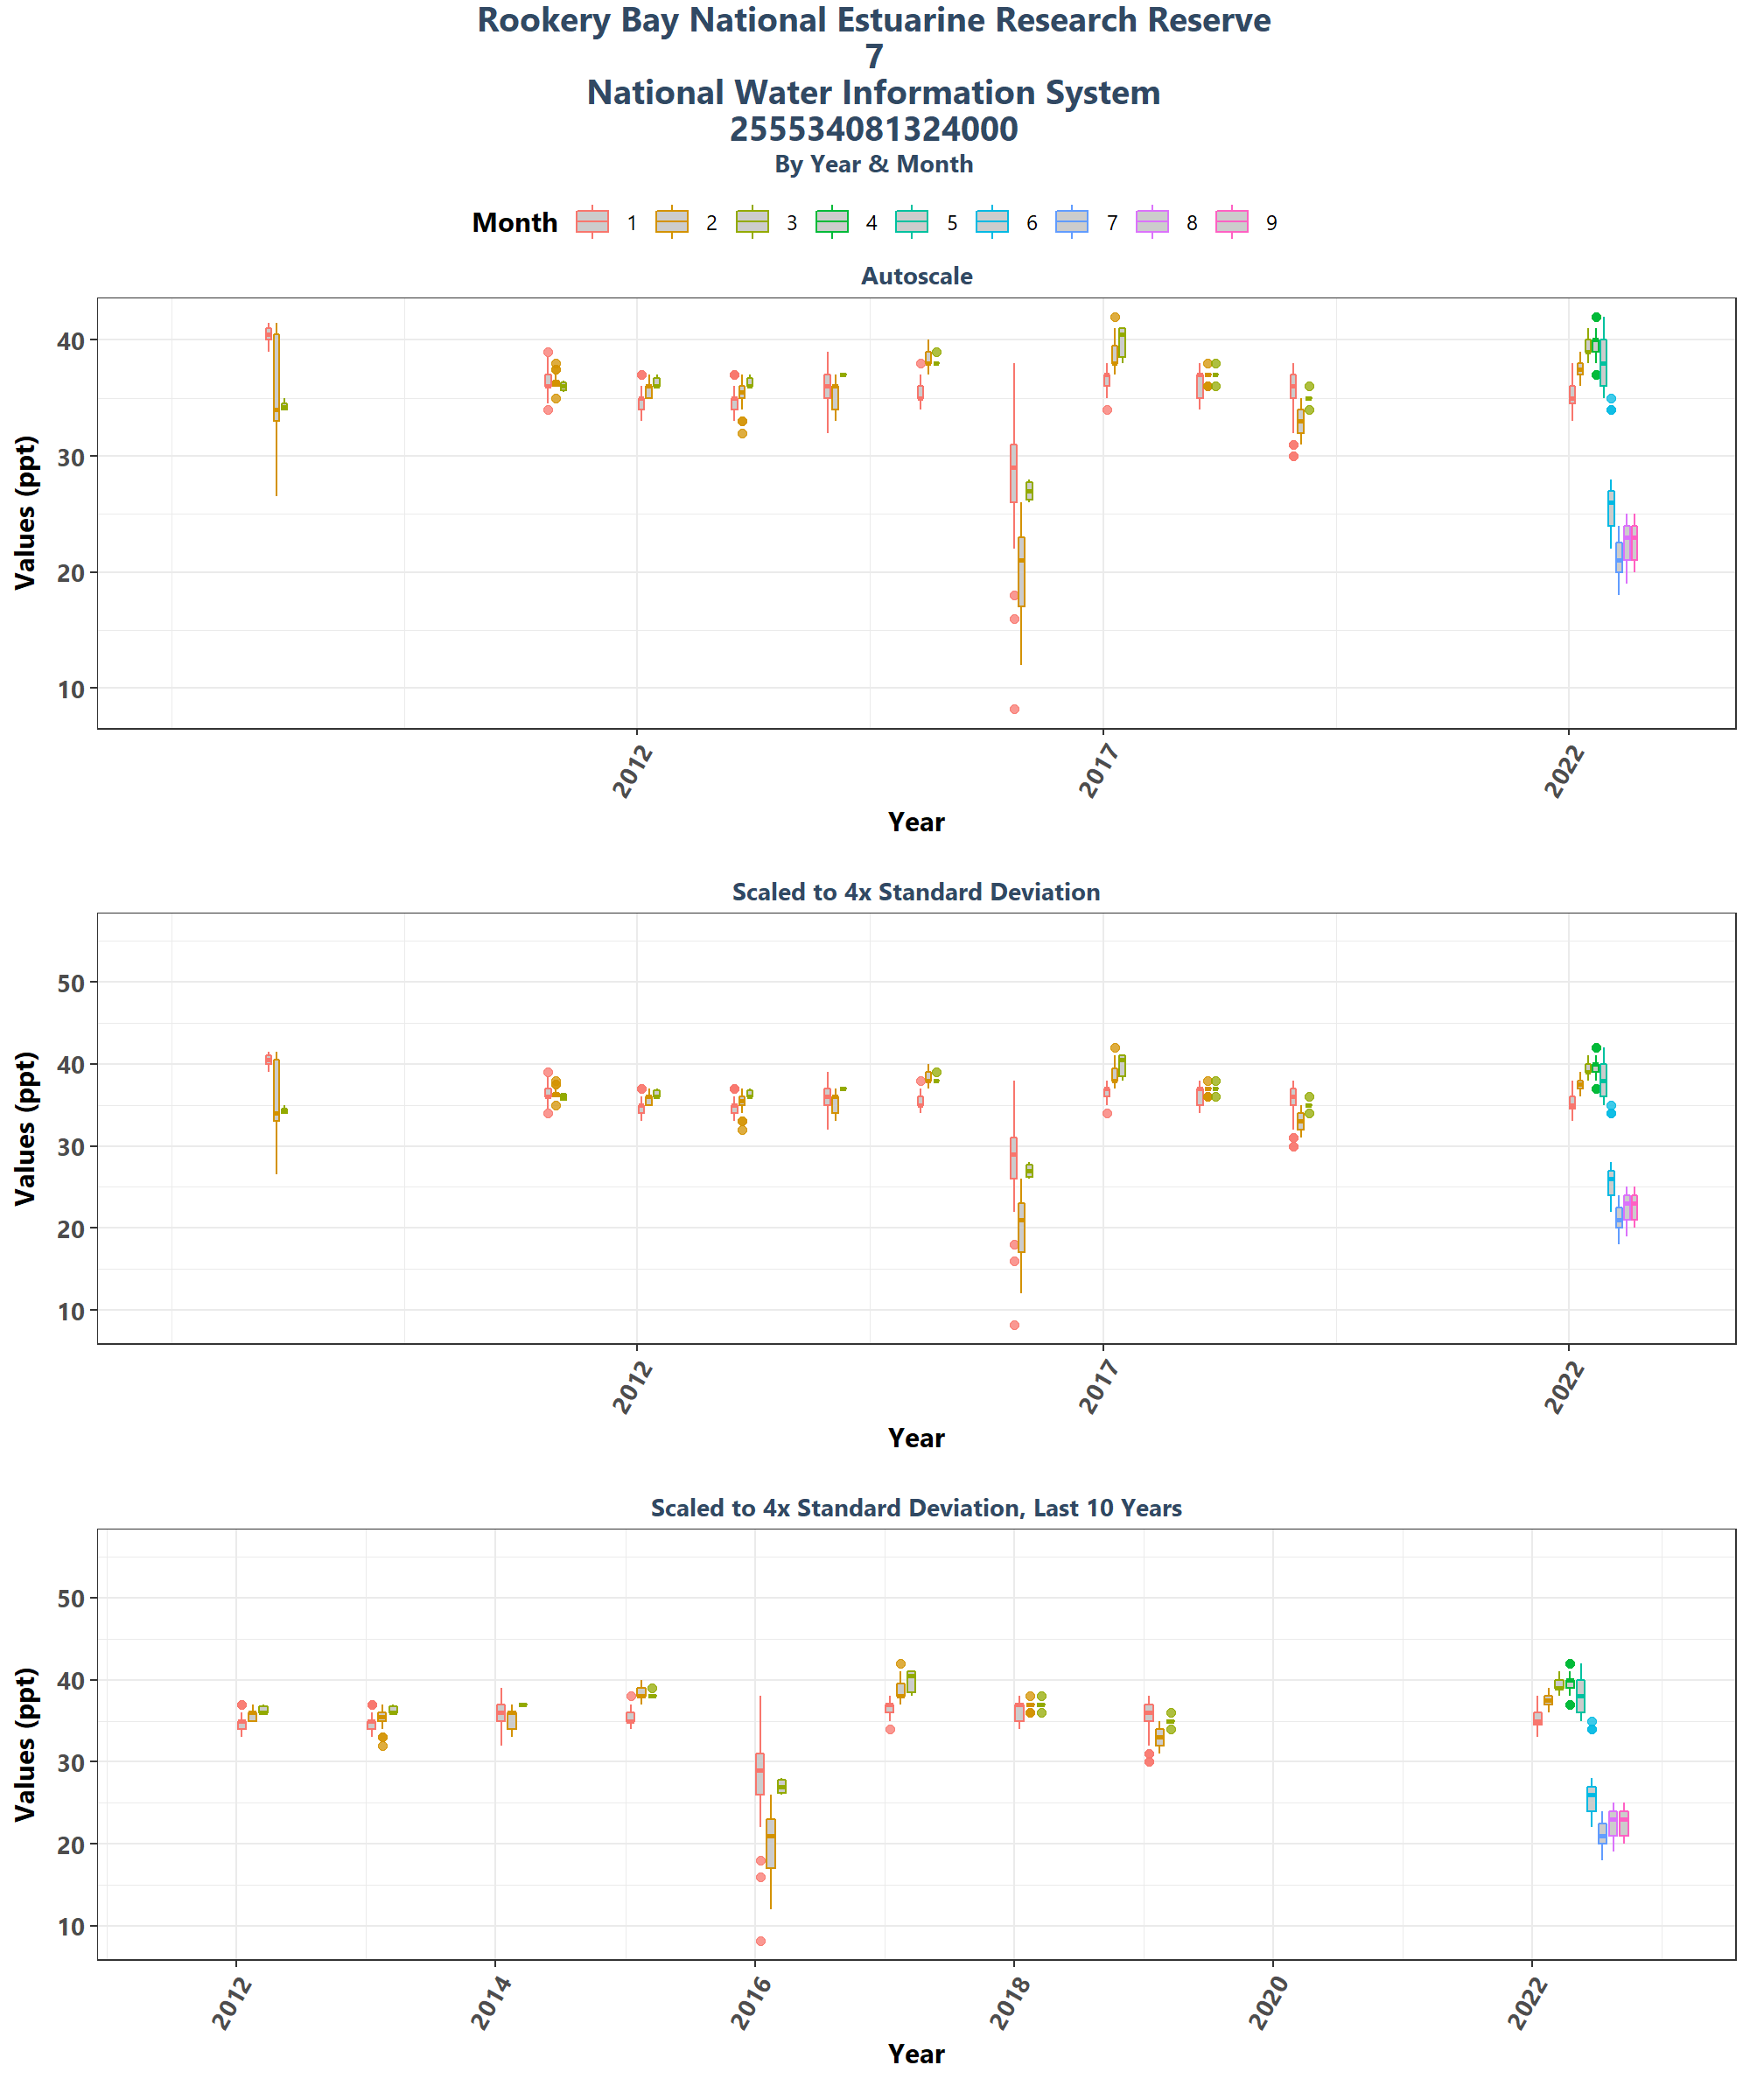 Rookery Bay National Estuarine Research Reserve
7
National Water Information System
255534081324000
By Year & Month
Month 1 2 3 4 5 6 7 8 9
Autoscale
Values (ppt)
40
30
20
10
2012 2017 2022
Year
Scaled to 4x Standard Deviation
Values (ppt)
50
40
30
20
10
2012 2017 2022
Year
Scaled to 4x Standard Deviation, Last 10 Years
Values (ppt)
50
40
30
20
10
2012 2014 2016 2018 2020 2022
Year